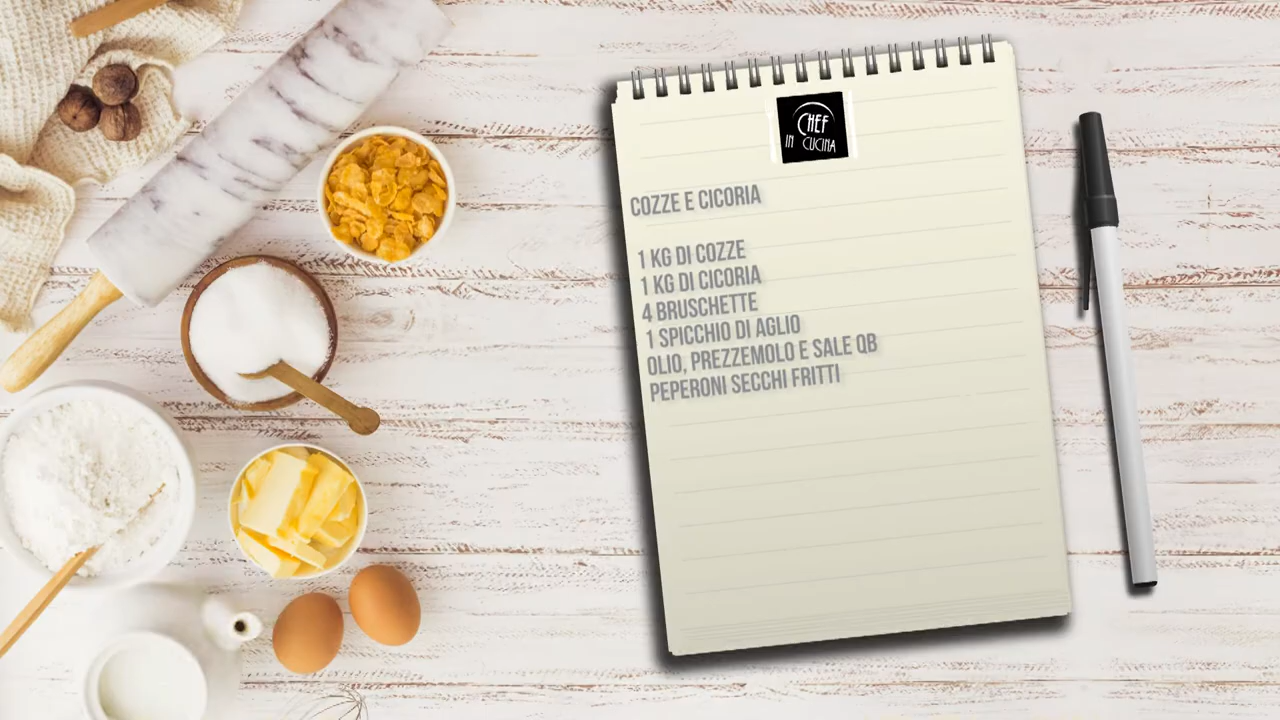 CHEF
IN CUCINA
COZZE E CICORIA
1 KG DI COZZE
1 KG DI CICORIA
4 BRUSCHETTE
1 SPICCHIO DI AGLIO
OLIO, PREZZEMOLO E SALE QB
PEPERONI SECCHI FRITTI